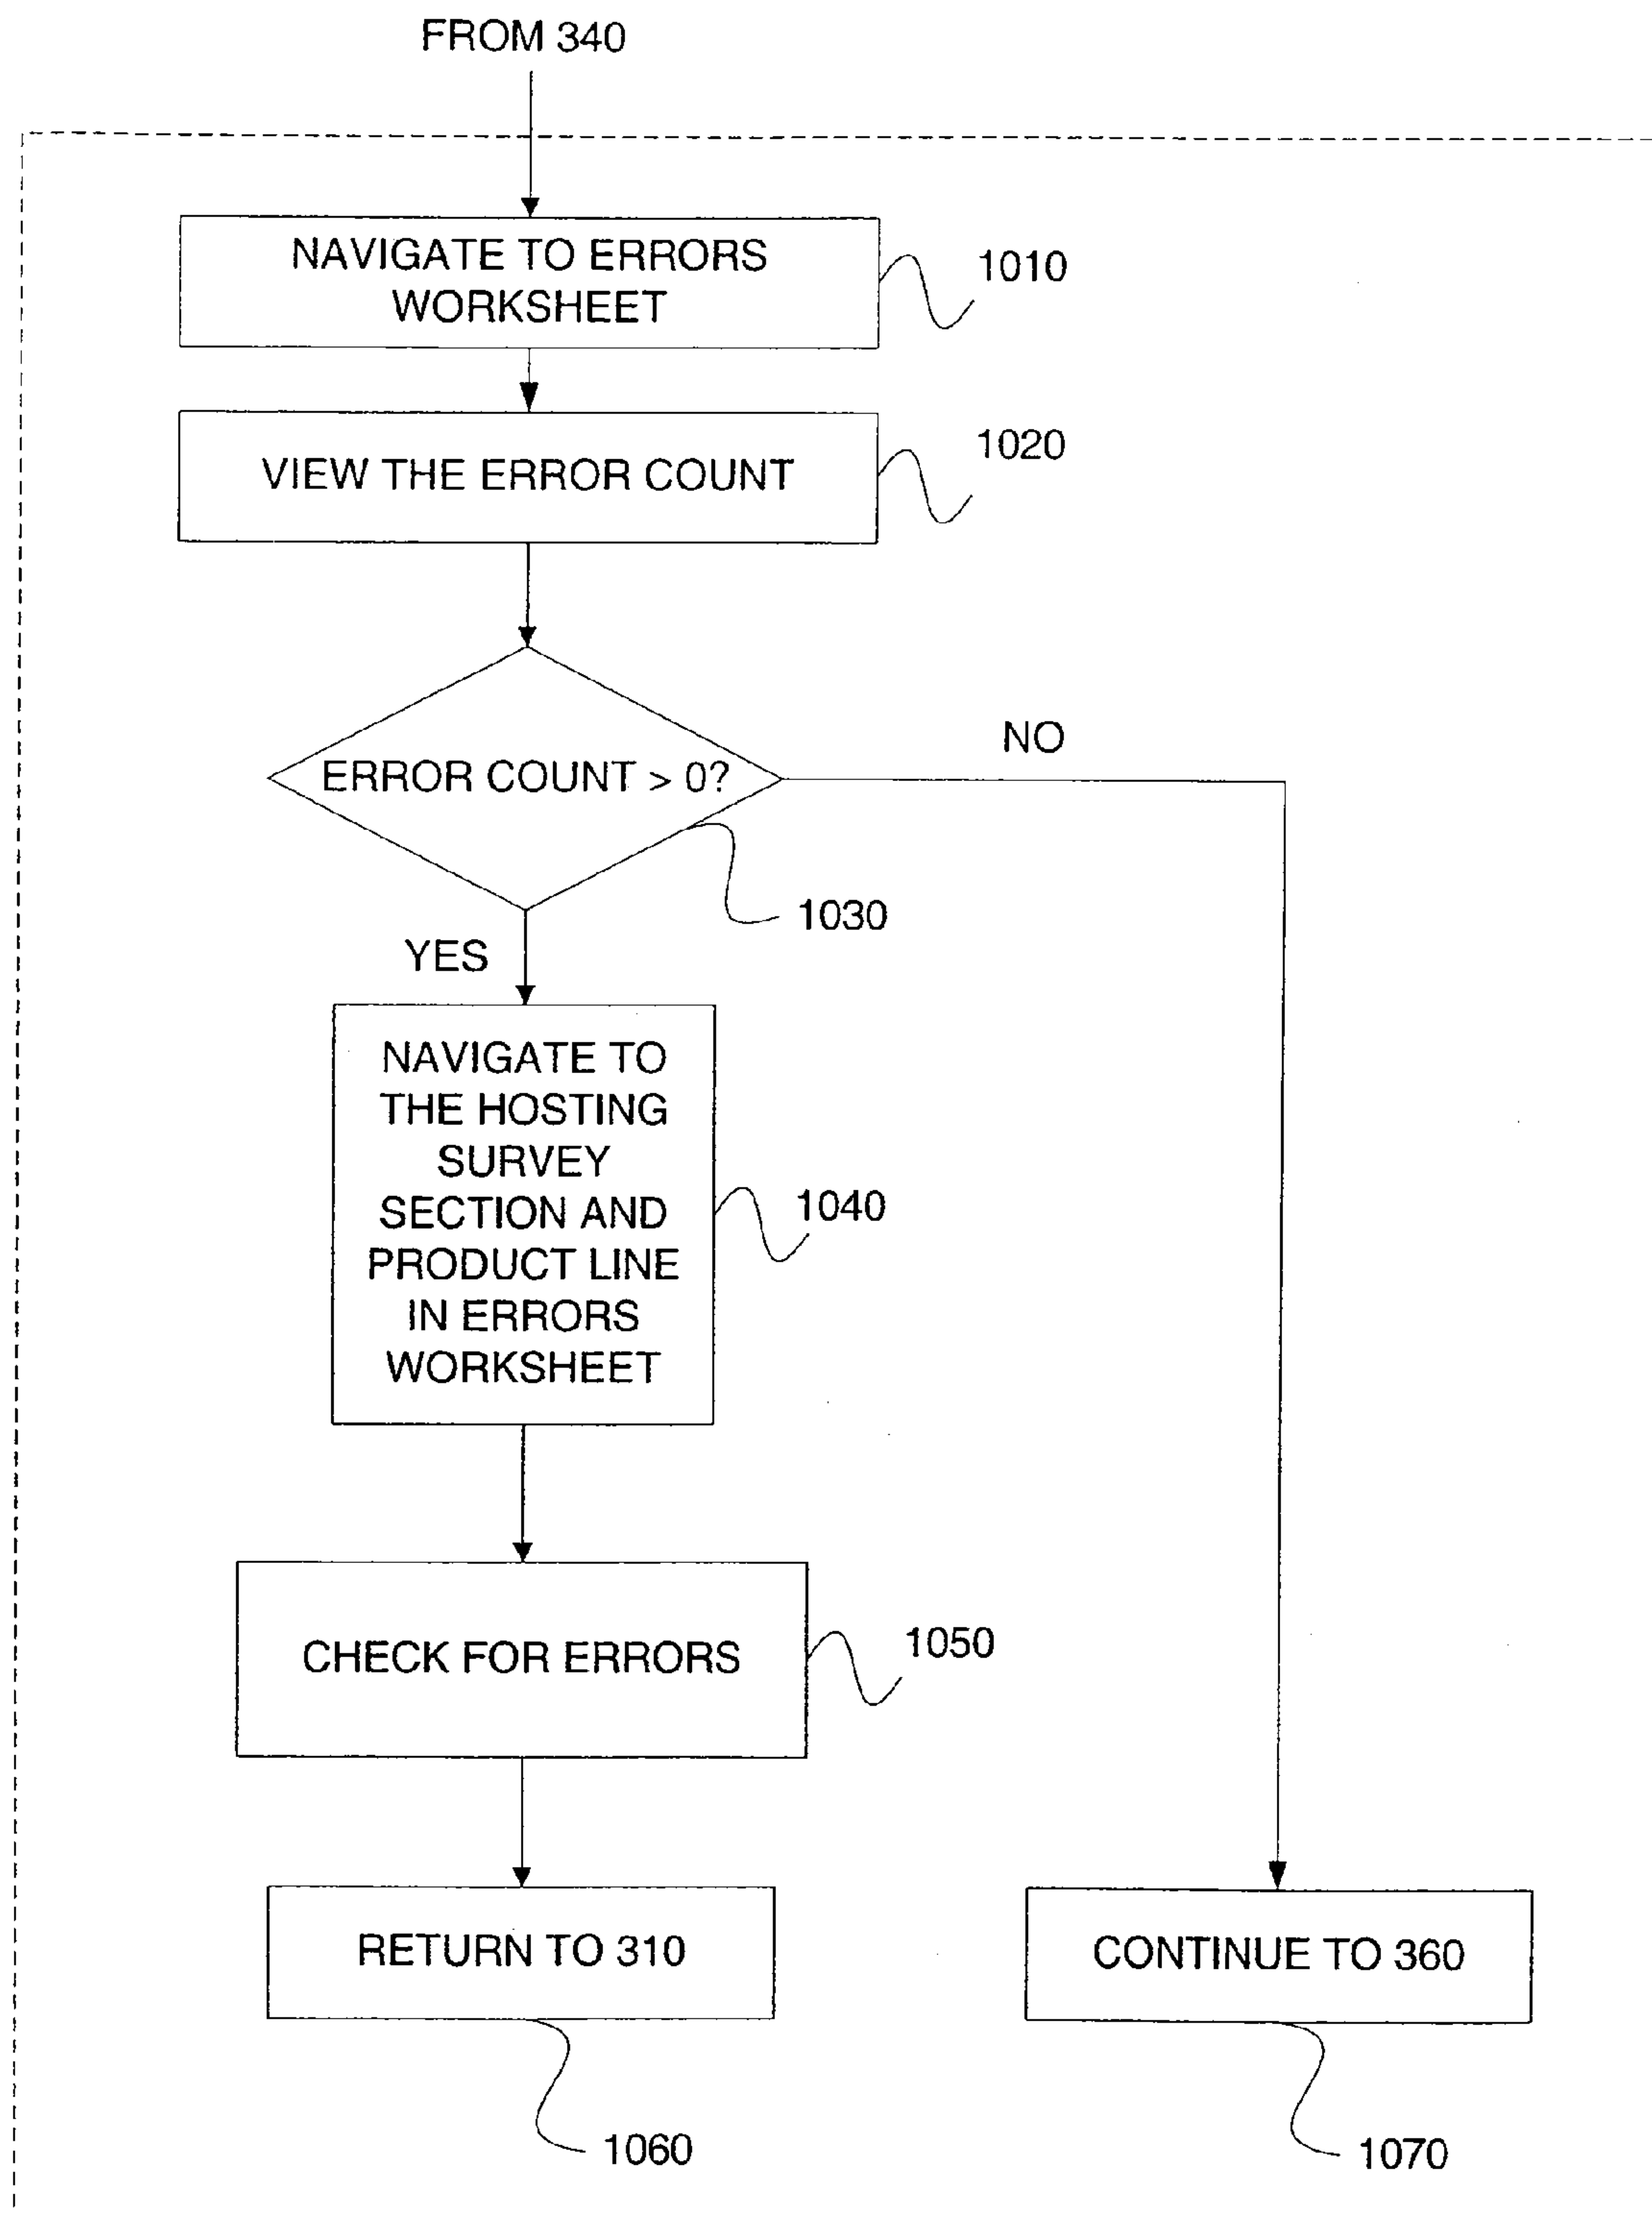 FROM 340
NAVIGATE TO ERRORS
WORKSHEET
1010
VIEW THE ERROR COUNT
1020
ERROR COUNT > 0?
NO
1030
YES
NAVIGATE TO
THE HOSTING
SURVEY
SECTION AND
PRODUCT LINE
IN ERRORS
WORKSHEET
1040
CHECK FOR ERRORS
1050
RETURN TO 310
CONTINUE TO 360
1060
1070